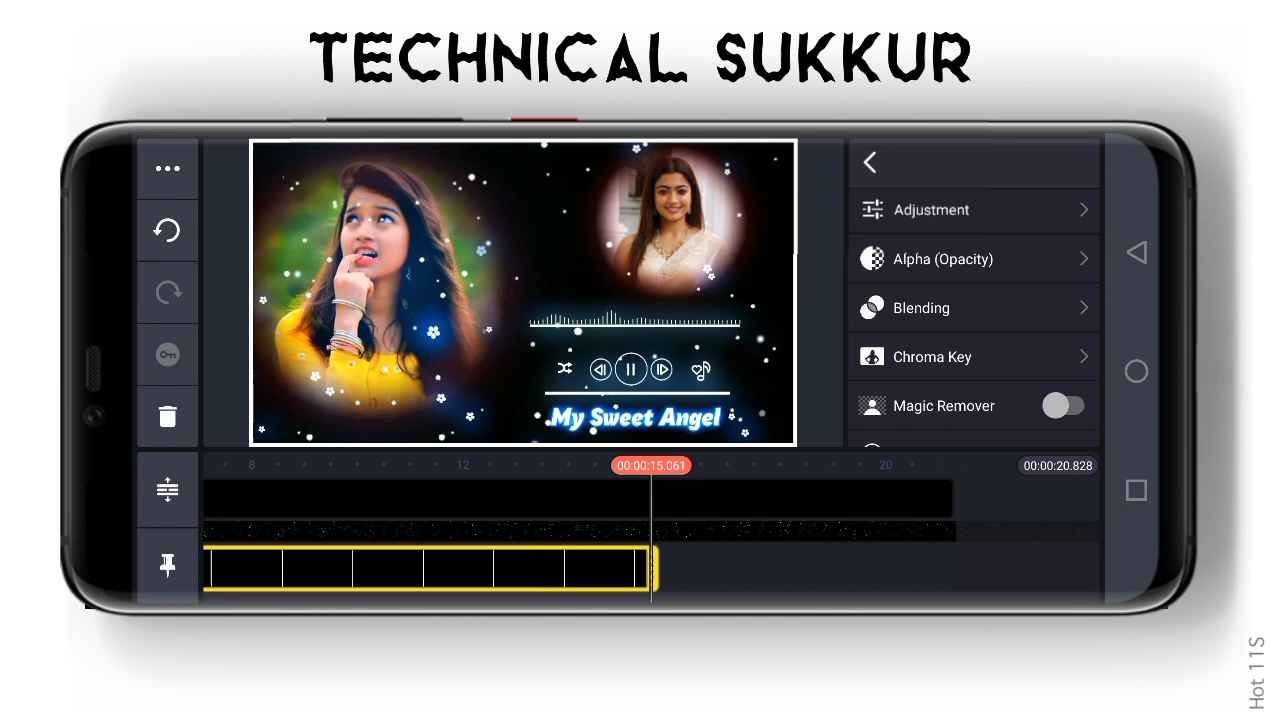 TECHNICAL SUKKUR
Adjustment
Alpha (Opacity)
Blending
Chroma Key
Magic Remover
My Sweet Angel
8
12
00:00:15.061
20
00:00:20.828
Hot 11S